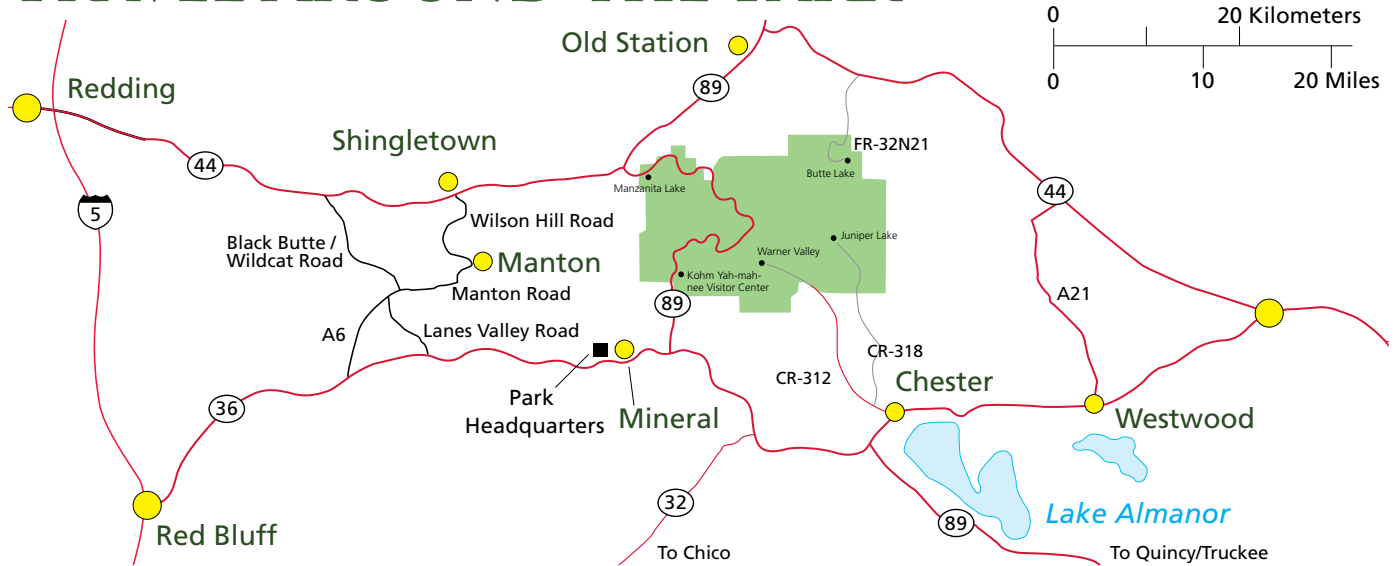 0 20 Kilometers
0 10 20 Miles
Old Station
89
Redding
Shingletown
44
FR-32N21
Butte Lake
Manzanita Lake
44
5
Wilson Hill Road
Black Butte /
Wildcat Road
Juniper Lake
Warner Valley
Manton
Kohm Yah-mah-
nee Visitor Center
Manton Road
89
A21
A6
Lanes Valley Road
CR-318
CR-312
Chester
Park
Headquarters
Mineral
36
Westwood
32
Lake Almanor
89
Red Bluff
To Chico
To Quincy/Truckee